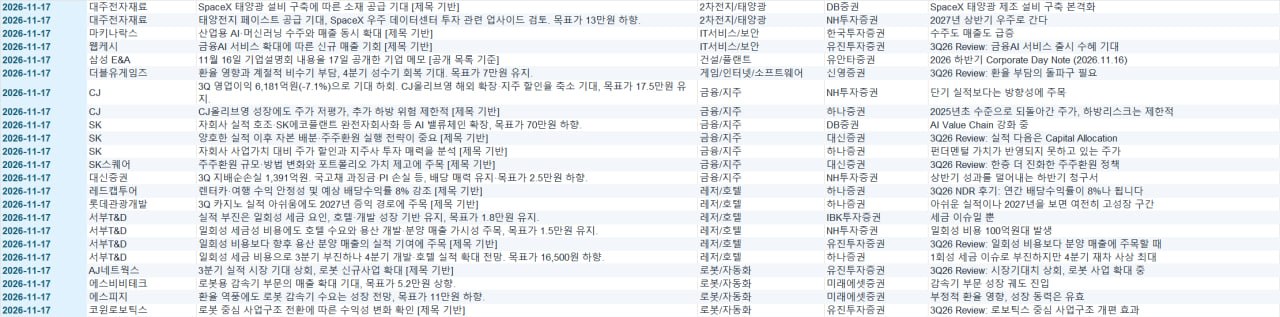 2026-11-17 대주전자재료 SpaceX 태양광 설비 구축에 따른 소재 공급 기대 [제목 기반] 2차전지/태양광 DB증권 SpaceX 태양광 제조 설비 구축 본격화
2026-11-17 대주전자재료 태양전지 페이스트 공급 기대, SpaceX 우주 데이터센터 투자 관련 업사이드 검토. 목표가 13만원 하향. 2차전지/태양광 NH투자증권 2027년 상반기 우주로 간다
2026-11-17 마키나락스 산업용 AI·머신러닝 수주와 매출 동시 확대 [제목 기반] IT서비스/보안 한국투자증권 수주도 매출도 급증
2026-11-17 웹케시 금융AI 서비스 확대에 따른 신규 매출 기회 [제목 기반] IT서비스/보안 유진투자증권 3Q26 Review: 금융AI 서비스 출시 수혜 기대
2026-11-17 삼성 E&A 11월 16일 기업설명회 내용을 17일 공개한 기업 메모 [공개 목록 기준] 건설/플랜트 유안타증권 2026 하반기 Corporate Day Note (2026.11.16)
2026-11-17 더블유게임즈 환율 영향과 계절적 비수기 부담, 4분기 성수기 회복 기대. 목표가 7만원 유지. 게임/인터넷/소프트웨어 신영증권 3Q26 Review: 환율 부담의 돌파구 필요
2026-11-17 CJ 3Q 영업이익 6,181억원(-7.1%)으로 기대 하회. CJ올리브영 해외 확장·지주 할인율 축소 기대, 목표가 17.5만원 유지. 금융/지주 NH투자증권 단기 실적보다는 방향성에 주목
2026-11-17 CJ CJ올리브영 성장에도 주가 저평가, 추가 하방 위험 제한적 [제목 기반] 금융/지주 하나증권 2025년초 수준으로 되돌아간 주가, 하방리스크는 제한적
2026-11-17 SK 자회사 실적 호조·SK에코플랜트 완전자회사화 등 AI 밸류체인 확장, 목표가 70만원 하향. 금융/지주 DB증권 AI Value Chain 강화 중
2026-11-17 SK 양호한 실적 이후 자본 배분·주주환원 실행 전략이 중요 [제목 기반] 금융/지주 대신증권 3Q26 Review: 실적 다음은 Capital Allocation
2026-11-17 SK 자회사 사업가치 대비 주가 할인과 지주사 투자 매력을 분석 [제목 기반] 금융/지주 하나증권 펀더멘털 가치가 반영되지 못하고 있는 주가
2026-11-17 SK스퀘어 주주환원 규모·방법 변화와 포트폴리오 가치 제고에 주목 [제목 기반] 금융/지주 대신증권 3Q26 Review: 한층 더 진화한 주주환원 정책
2026-11-17 대신증권 3Q 지배순손실 1,391억원. 국고채 과징금·PI 손실 등, 배당 매력 유지·목표가 2.5만원 하향. 금융/지주 NH투자증권 상반기 성과를 덜어내는 하반기 청구서
2026-11-17 레드캡투어 렌터카·여행 수익 안정성 및 예상 배당수익률 8% 강조 [제목 기반] 레저/호텔 하나증권 3Q26 NDR 후기: 연간 배당수익률이 8%나 됩니다
2026-11-17 롯데관광개발 3Q 카지노 실적 아쉬움에도 2027년 증익 경로에 주목 [제목 기반] 레저/호텔 하나증권 아쉬운 실적이나 2027년을 보면 여전히 고성장 구간
2026-11-17 서부T&D 실적 부진은 일회성 세금 요인, 호텔·개발 성장 기반 유지, 목표가 1.8만원 유지. 레저/호텔 IBK투자증권 세금 이슈일 뿐
2026-11-17 서부T&D 일회성 세금성 비용에도 호텔 수요와 용산 개발·분양 매출 가시성 주목, 목표가 1.5만원 유지. 레저/호텔 NH투자증권 일회성 비용 100억원대 발생
2026-11-17 서부T&D 일회성 비용보다 향후 용산 분양 매출의 실적 기여에 주목 [제목 기반] 레저/호텔 유진투자증권 3Q26 Review: 일회성 비용보다 분양 매출에 주목할 때
2026-11-17 서부T&D 일회성 세금 비용으로 3분기 부진하나 4분기 개발·호텔 실적 확대 전망. 목표가 16,500원 하향. 레저/호텔 하나증권 1회성 세금 이슈로 부진하지만 4분기 재차 사상 최대
2026-11-17 AJ네트웍스 3분기 실적 시장 기대 상회, 로봇 신규사업 확대 [제목 기반] 로봇/자동화 유진투자증권 3Q26 Review: 시장기대치 상회, 로봇 사업 확대 중
2026-11-17 에스비비테크 로봇용 감속기 부문의 매출 확대 기대, 목표가 5.2만원 상향. 로봇/자동화 미래에셋증권 감속기 부문 성장 궤도 진입
2026-11-17 에스피지 환율 역풍에도 로봇 감속기 수요는 성장 전망, 목표가 11만원 하향. 로봇/자동화 미래에셋증권 부정적 환율 영향, 성장 동력은 유효
2026-11-17 코윈로보틱스 로봇 중심 사업구조 전환에 따른 수익성 변화 확인 [제목 기반] 로봇/자동화 유진투자증권 3Q26 Review: 로보틱스 중심 사업구조 개편 효과